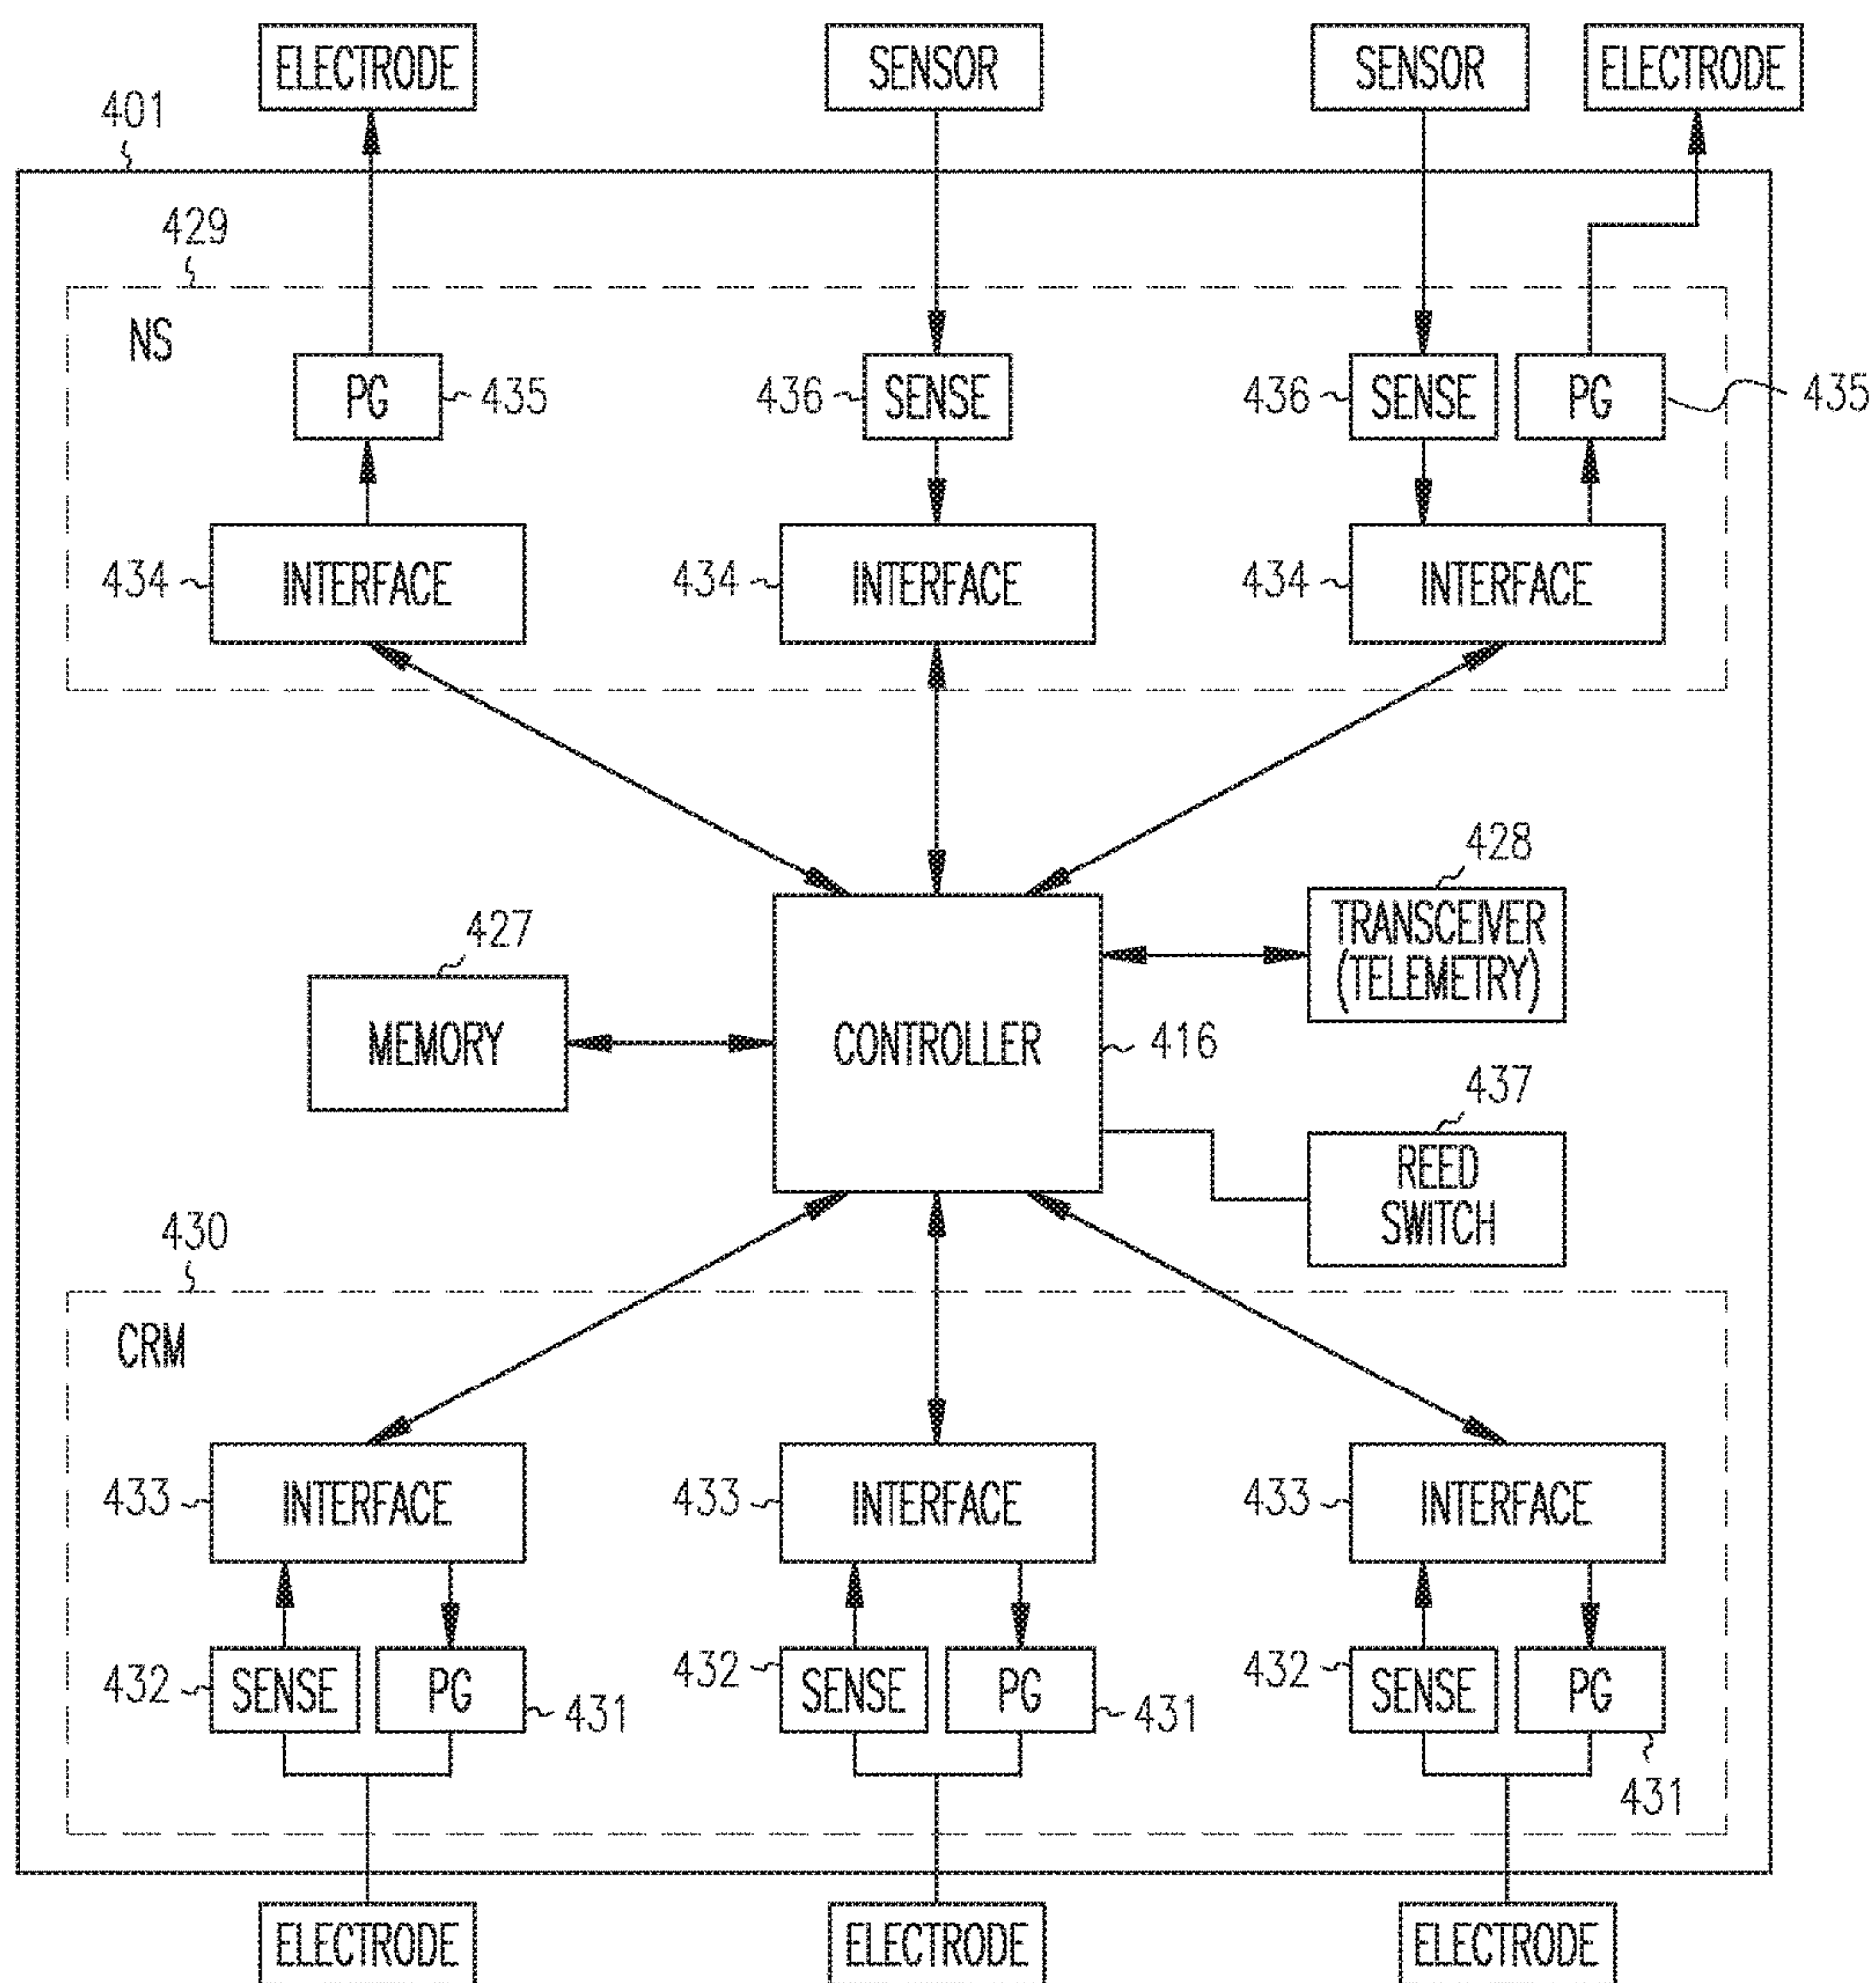 ELECTRODE
SENSOR
SENSOR
ELECTRODE
401
429
NS
PG
435
436
SENSE
436
SENSE
PG
435
434
INTERFACE
434
INTERFACE
434
INTERFACE
428
TRANSCEIVER
(TELEMETRY)
427
MEMORY
CONTROLLER
416
437
REED
SWITCH
430
CRM
433
INTERFACE
433
INTERFACE
433
INTERFACE
432
SENSE
PG
431
432
SENSE
PG
431
432
SENSE
PG
431
ELECTRODE
ELECTRODE
ELECTRODE